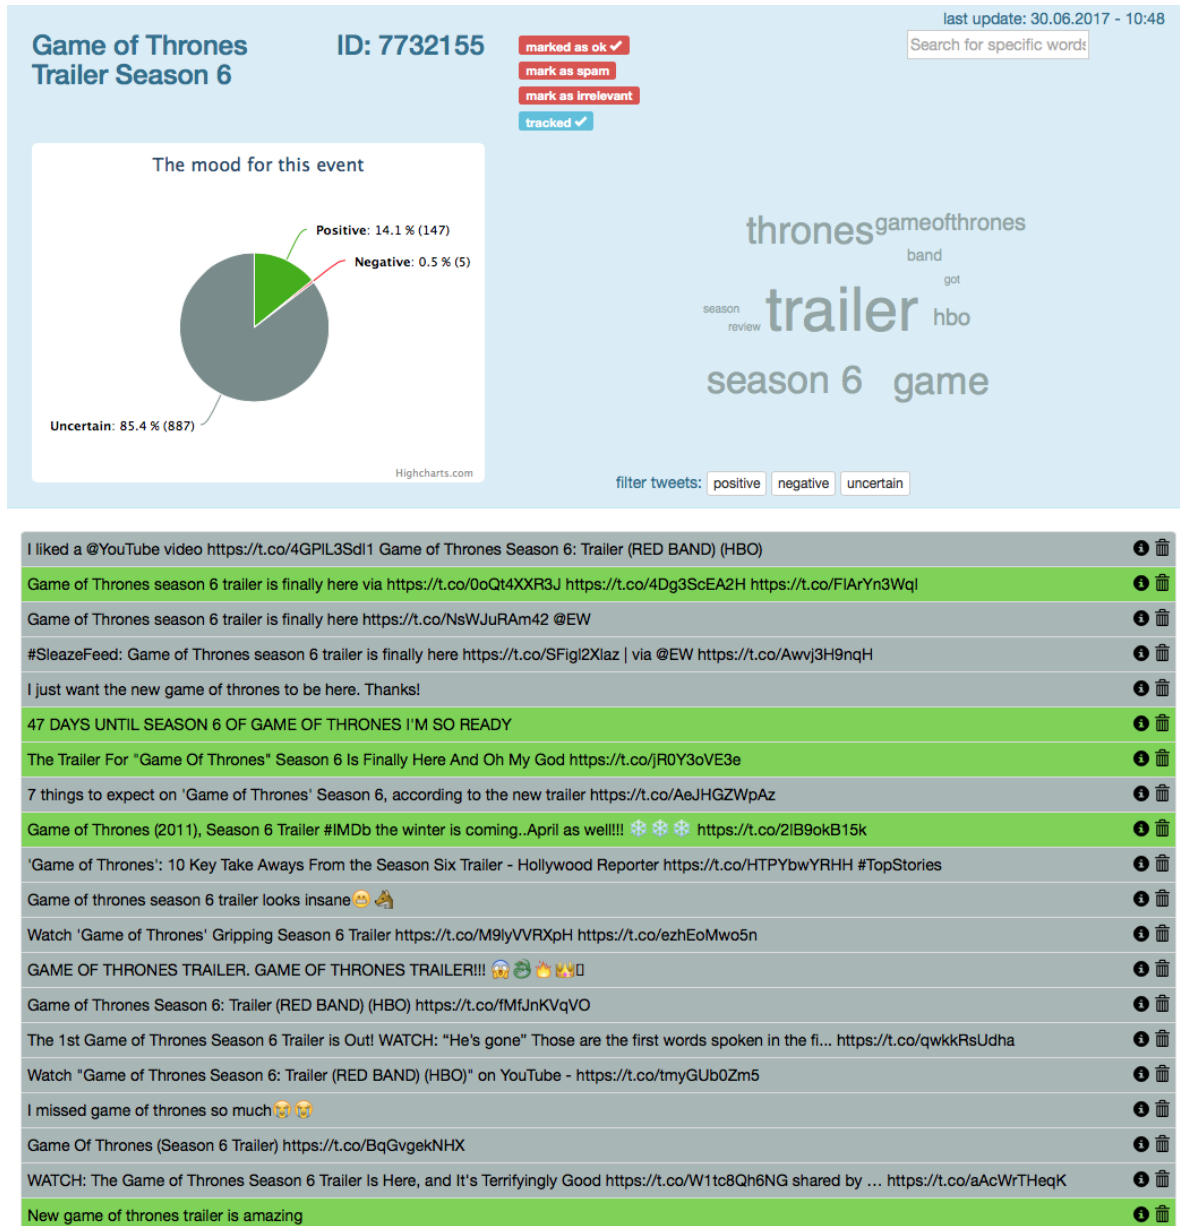 last update: 30.06.2017 - 10:48
Game of Thrones
Trailer Season 6
ID: 7732155
marked as ok ✔
mark as spam
mark as irrelevant
tracked ✔
Search for specific words
The mood for this event
Positive: 14.1 % (147)
Negative: 0.5 % (5)
Uncertain: 85.4 % (887)
Highcharts.com
thrones
gameofthrones
band
got
season
review
trailer
hbo
season 6
game
filter tweets: positive negative uncertain
I liked a @YouTube video https://t.co/4GPlL3Sdl1 Game of Thrones Season 6: Trailer (RED BAND) (HBO)
Game of Thrones season 6 trailer is finally here via https://t.co/0oQt4XXR3J https://t.co/4Dg3ScEA2H https://t.co/FlArYn3Wql
Game of Thrones season 6 trailer is finally here https://t.co/NsWJuRAm42 @EW
#SleazeFeed: Game of Thrones season 6 trailer is finally here https://t.co/SFigl2Xlaz | via @EW https://t.co/Awvj3H9nqH
I just want the new game of thrones to be here. Thanks!
47 DAYS UNTIL SEASON 6 OF GAME OF THRONES I'M SO READY
The Trailer For "Game Of Thrones" Season 6 Is Finally Here And Oh My God https://t.co/jR0Y3oVE3e
7 things to expect on 'Game of Thrones' Season 6, according to the new trailer https://t.co/AeJHGZWpAz
Game of Thrones (2011), Season 6 Trailer #IMDb the winter is coming..April as well!!! ❄️ ❄️ ❄️ https://t.co/2lB9okB15k
'Game of Thrones': 10 Key Take Aways From the Season Six Trailer - Hollywood Reporter https://t.co/HTPYbwYRHH #TopStories
Game of thrones season 6 trailer looks insane😁🐴
Watch 'Game of Thrones' Gripping Season 6 Trailer https://t.co/M9lyVVRXpH https://t.co/ezhEoMwo5n
GAME OF THRONES TRAILER. GAME OF THRONES TRAILER!!! 😱🐉🔥👑
Game of Thrones Season 6: Trailer (RED BAND) (HBO) https://t.co/fMfJnKVqVO
The 1st Game of Thrones Season 6 Trailer is Out! WATCH: “He's gone” Those are the first words spoken in the fi... https://t.co/qwkkRsUdha
Watch "Game of Thrones Season 6: Trailer (RED BAND) (HBO)" on YouTube - https://t.co/tmyGUb0Zm5
I missed game of thrones so much😭😭
Game Of Thrones (Season 6 Trailer) https://t.co/BqGvgekNHX
WATCH: The Game of Thrones Season 6 Trailer Is Here, and It's Terrifyingly Good https://t.co/W1tc8Qh6NG shared by … https://t.co/aAcWrTHeqK
New game of thrones trailer is amazing